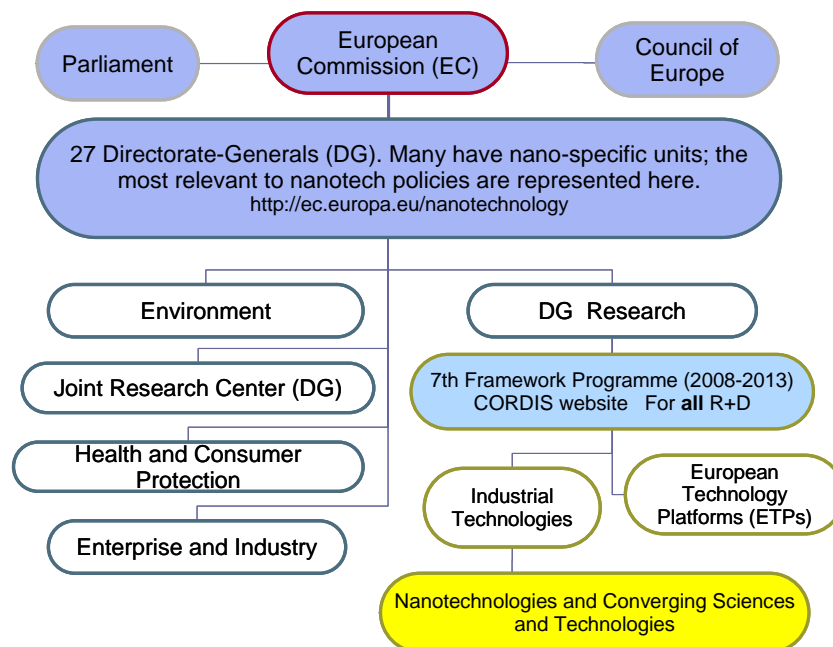 Parliament
European
Commission (EC)
Council of
Europe
27 Directorate-Generals (DG). Many have nano-specific units; the
most relevant to nanotech policies are represented here.
http://ec.europa.eu/nanotechnology
Environment
DG Research
Joint Research Center (DG)
7th Framework Programme (2008-2013)
CORDIS website For all R+D
Health and Consumer
Protection
Industrial
Technologies
European
Technology
Platforms (ETPs)
Enterprise and Industry
Nanotechnologies and Converging Sciences
and Technologies